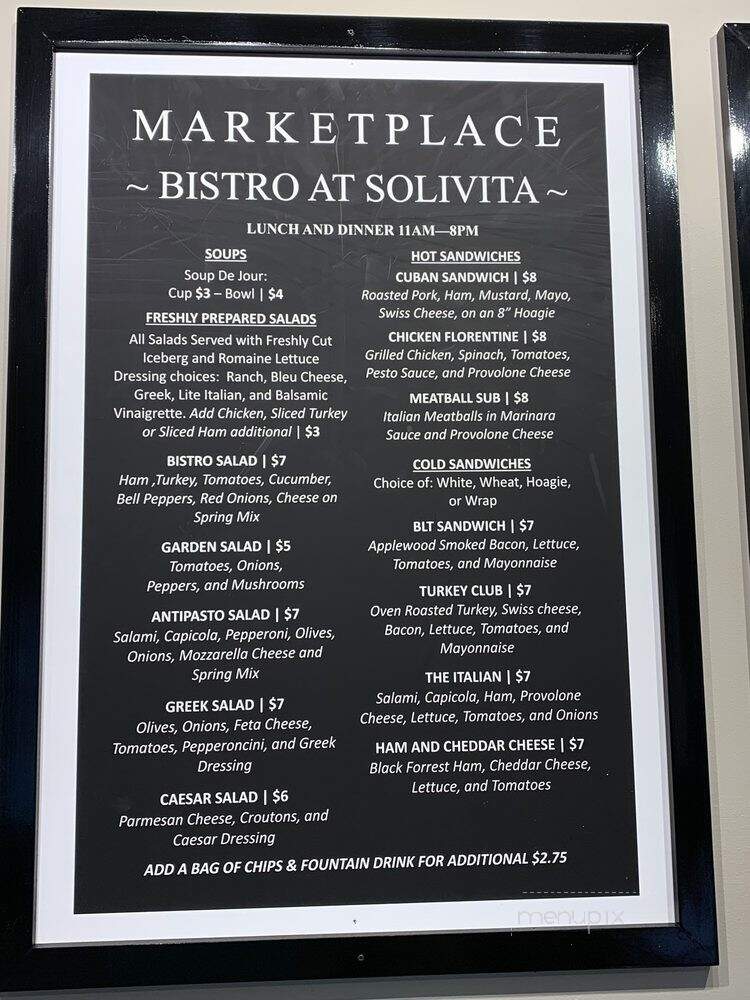 MARKETPLACE
~ BISTRO AT SOLIVITA ~
LUNCH AND DINNER 11AM—8PM
SOUPS
Soup De Jour:
Cup $3 – Bowl | $4
FRESHLY PREPARED SALADS
All Salads Served with Freshly Cut
Iceberg and Romaine Lettuce
Dressing choices: Ranch, Bleu Cheese,
Greek, Lite Italian, and Balsamic
Vinaigrette. Add Chicken, Sliced Turkey
or Sliced Ham additional | $3
BISTRO SALAD | $7
Ham ,Turkey, Tomatoes, Cucumber,
Bell Peppers, Red Onions, Cheese on
Spring Mix
GARDEN SALAD | $5
Tomatoes, Onions,
Peppers, and Mushrooms
ANTIPASTO SALAD | $7
Salami, Capicola, Pepperoni, Olives,
Onions, Mozzarella Cheese and
Spring Mix
GREEK SALAD | $7
Olives, Onions, Feta Cheese,
Tomatoes, Pepperoncini, and Greek
Dressing
CAESAR SALAD | $6
Parmesan Cheese, Croutons, and
Caesar Dressing
HOT SANDWICHES
CUBAN SANDWICH | $8
Roasted Pork, Ham, Mustard, Mayo,
Swiss Cheese, on an 8” Hoagie
CHICKEN FLORENTINE | $8
Grilled Chicken, Spinach, Tomatoes,
Pesto Sauce, and Provolone Cheese
MEATBALL SUB | $8
Italian Meatballs in Marinara
Sauce and Provolone Cheese
COLD SANDWICHES
Choice of: White, Wheat, Hoagie,
or Wrap
BLT SANDWICH | $7
Applewood Smoked Bacon, Lettuce,
Tomatoes, and Mayonnaise
TURKEY CLUB | $7
Oven Roasted Turkey, Swiss cheese,
Bacon, Lettuce, Tomatoes, and
Mayonnaise
THE ITALIAN | $7
Salami, Capicola, Ham, Provolone
Cheese, Lettuce, Tomatoes, and Onions
HAM AND CHEDDAR CHEESE | $7
Black Forrest Ham, Cheddar Cheese,
Lettuce, and Tomatoes
ADD A BAG OF CHIPS & FOUNTAIN DRINK FOR ADDITIONAL $2.75
menupix